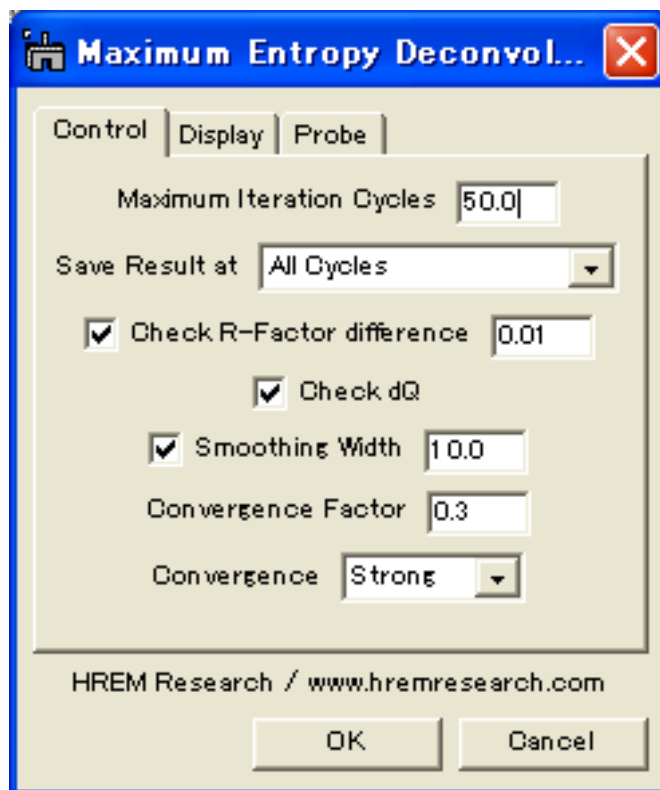 Maximum Entropy Deconvol...
Control Display Probe
Maximum Iteration Cycles 50.0
Save Result at All Cycles
Check R-Factor difference 0.01
Check dQ
Smoothing Width 10.0
Convergence Factor 0.3
Convergence Strong
HREM Research / www.hremresearch.com
OK Cancel